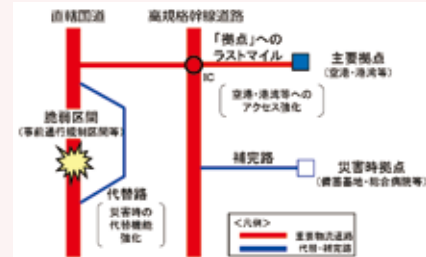 直轄国道
高規格幹線道路
「拠点」への
ラストマイル
主要拠点
(空港・港湾等)
IC
空港・港湾等への
アクセス強化
脆弱区間
(事前通行規制区間等)
補完路
災害時拠点
(備蓄基地・総合病院等)
代替路
災害時の
代替機能
強化
<凡例>
重要物流道路
代替・補完路